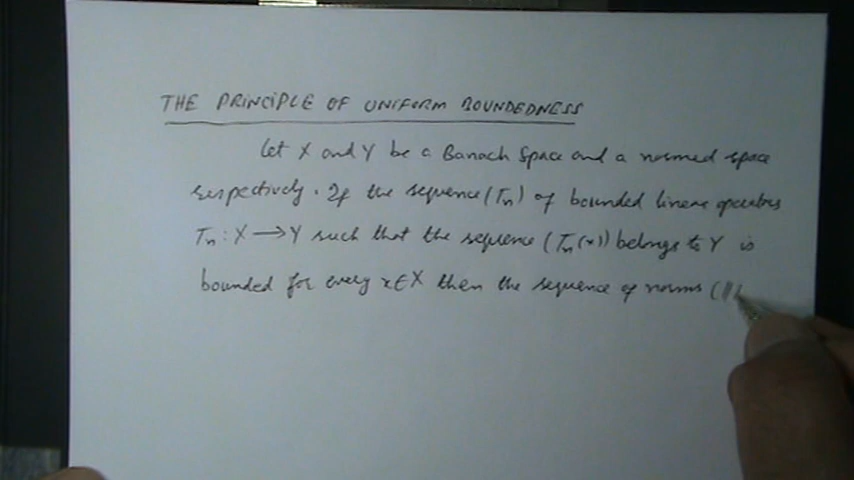 THE PRINCIPLE OF UNIFORM BOUNDEDNESS
Let X and Y be a Banach Space and a normed space
respectively. If the sequence (Tn) of bounded linear operators
Tn : X → Y such that the sequence (Tn(x)) belongs to Y is
bounded for every x ∈ X then the sequence of norms (||